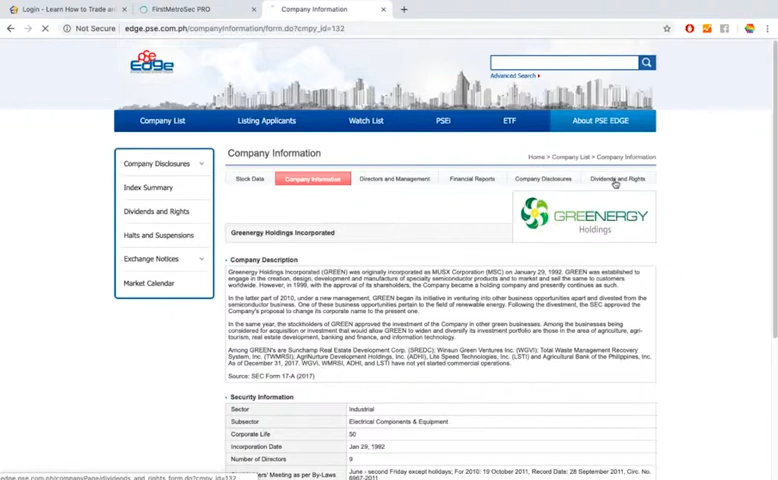 Login - Learn How to Trade an
FirstMetroSec PRO
Company Information
Not Secure
edge.pse.com.ph/companyInformation/form.do?cmpy_id=132
Edge
Advanced Search
Company List
Listing Applicants
Watch List
PSEi
ETF
About PSE EDGE
Company Disclosures
Index Summary
Dividends and Rights
Halts and Suspensions
Exchange Notices
Market Calendar
Company Information
Home > Company List > Company Information
Stock Data
Company Information
Directors and Management
Financial Reports
Company Disclosures
Dividends and Rights
GREENERGY
Holdings
Greenergy Holdings Incorporated
Company Description
Greenergy Holdings Incorporated (GREEN) was originally incorporated as MUSX Corporation (MSC) on January 29, 1992. GREEN was established to
engage in the creation, design, development and manufacture of specialty semiconductor products and to market and sell the same to customers
worldwide. However, in 1999, with the approval of its shareholders, the Company became a holding company and presently continues as such.
In the latter part of 2010, under a new management, GREEN began its initiative in venturing into other business opportunities apart and divested from the
semiconductor business. One of these business opportunities pertain to the field of renewable energy. Following the divestment, the SEC approved the
Company's proposal to change its corporate name to the present one.
In the same year, the stockholders of GREEN approved the investment of the Company in other green businesses. Among the businesses being
considered for acquisition or investment that would allow GREEN to widen and diversify its investment portfolio are those in the area of agriculture, agri-
tourism, real estate development, banking and finance, and information technology.
Among GREEN's are Sunchamp Real Estate Development Corp. (SREDC); Winsun Green Ventures Inc. (WGVI); Total Waste Management Recovery
System, Inc. (TWMRSI); AgriNurture Development Holdings, Inc. (ADHI), Lite Speed Technologies, Inc. (LSTI) and Agricultural Bank of the Philippines, Inc.
As of December 31, 2017, WGVI, WMRSI, ADHI, and LSTI have not yet started commercial operations.
Source: SEC Form 17-A (2017)
Security Information
Sector Industrial
Subsector Electrical Components & Equipment
Corporate Life 50
Incorporation Date Jan 29, 1992
Number of Directors 9
Meeting as per By-Laws June - second Friday except holidays; For 2010: 19 October 2011, Record Date: 28 September 2011, Circ. No.
6967-2011
edge.pse.com.ph/companyPage/dividends_and_rights_form.do?cmpy_id=132